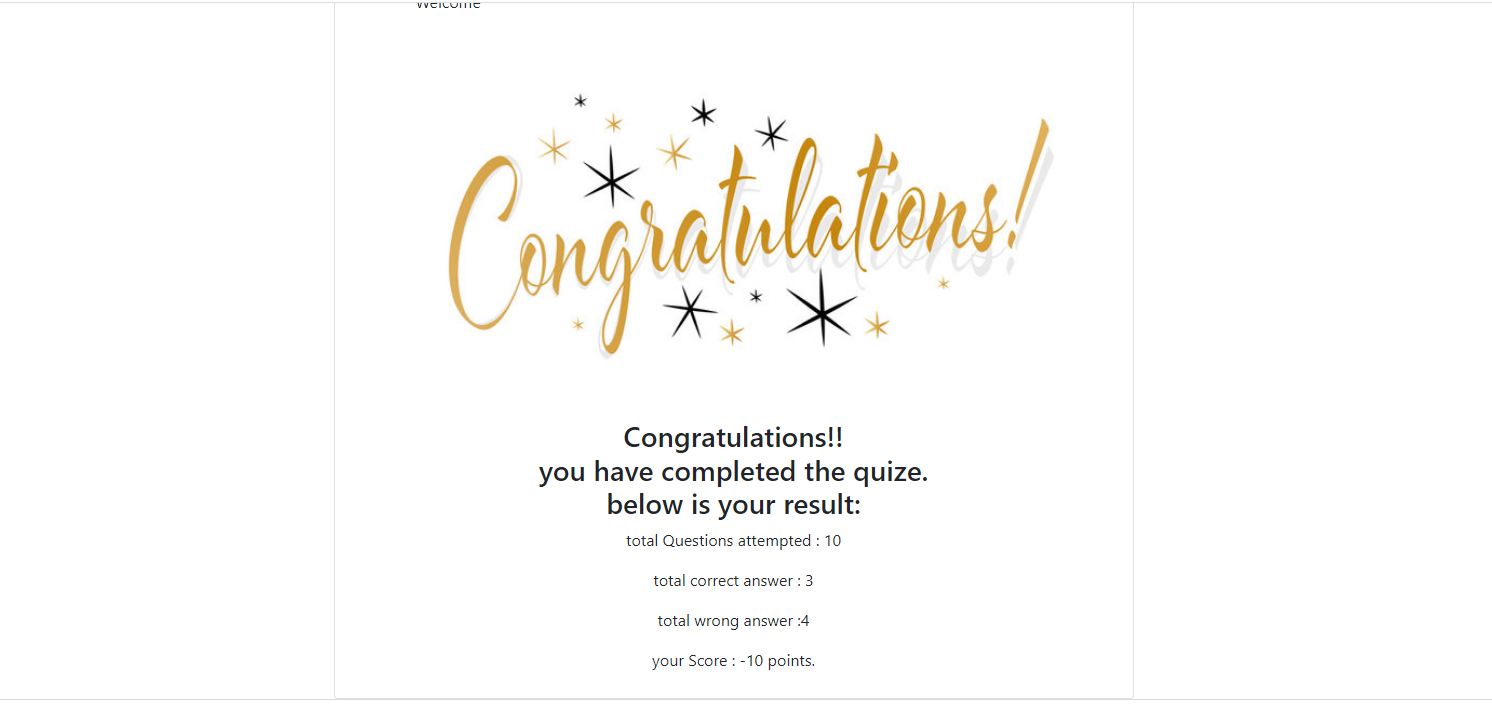 Welcome
Congratulations!
Congratulations!!
you have completed the quize.
below is your result:
total Questions attempted : 10
total correct answer : 3
total wrong answer :4
your Score : -10 points.